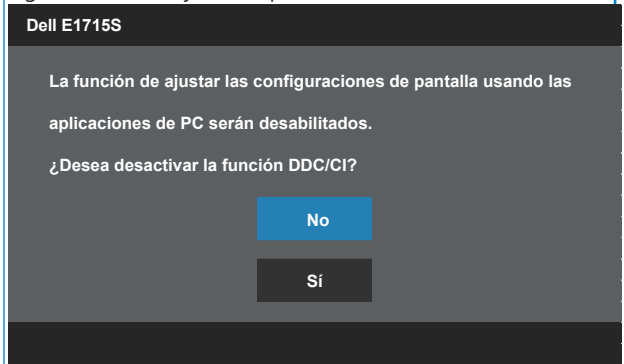 Dell E1715S
La función de ajustar las configuraciones de pantalla usando las
aplicaciones de PC serán desabilitados.
¿Desea desactivar la función DDC/CI?
No
Sí